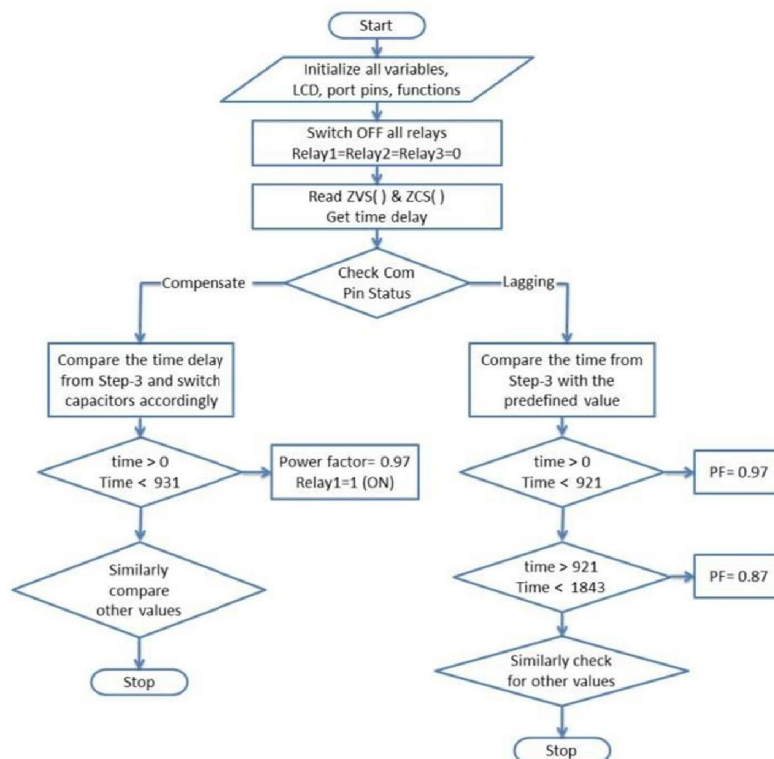 Start
Initialize all variables,
LCD, port pins, functions
Switch OFF all relays
Relay1=Relay2=Relay3=0
Read ZVS( ) & ZCS( )
Get time delay
Check Com
Pin Status
Compensate
Lagging
Compare the time delay
from Step-3 and switch
capacitors accordingly
time > 0
Time < 931
Power factor= 0.97
Relay1=1 (ON)
Similarly
compare
other values
Stop
Compare the time from
Step-3 with the
predefined value
time > 0
Time < 921
PF= 0.97
time > 921
Time < 1843
PF= 0.87
Similarly check
for other values
Stop